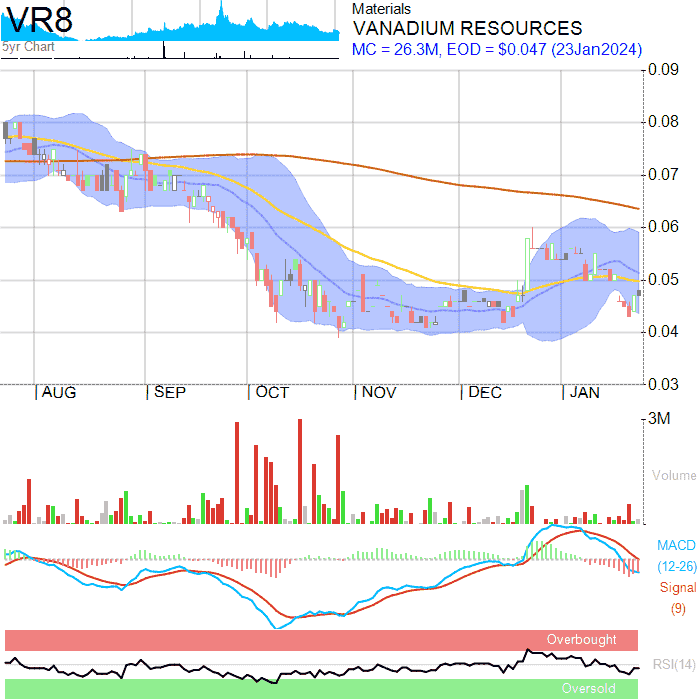 VR8
5yr Chart
Materials
VANADIUM RESOURCES
MC = 26.3M, EOD = $0.047 (23Jan2024)
0.09
0.08
0.07
0.06
0.05
0.04
0.03
AUG SEP OCT NOV DEC JAN
3M
Volume
MACD
(12-26)
Signal
(9)
Overbought
RSI(14)
Oversold